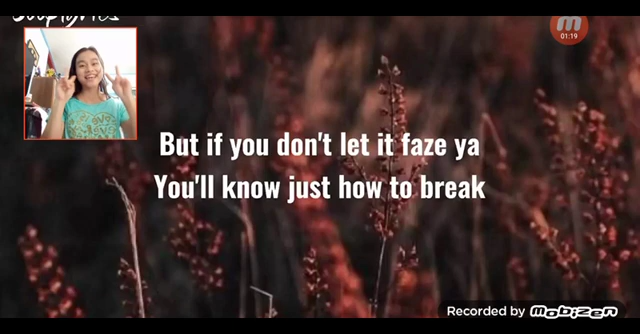 m
01:19
But if you don't let it faze ya
You'll know just how to break
Recorded by mobizen